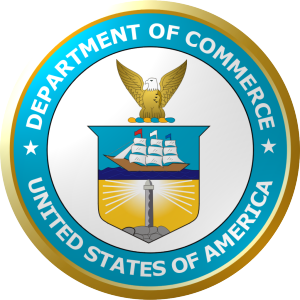 DEPARTMENT OF COMMERCE
UNITED STATES OF AMERICA